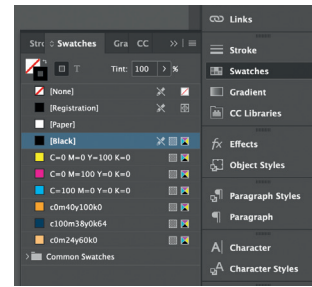 Links
Stro Swatches Gra CC
Stroke
T Tint: 100 > %
Swatches
[None]
Gradient
[Registration]
CC Libraries
[Paper]
[Black]
fx Effects
C=0 M=0 Y=100 K=0
Object Styles
C=0 M=100 Y=0 K=0
C=100 M=0 Y=0 K=0
Paragraph Styles
c0m40y100k0
Paragraph
c100m38y0k64
Character
c0m24y60k0
Character Styles
Common Swatches